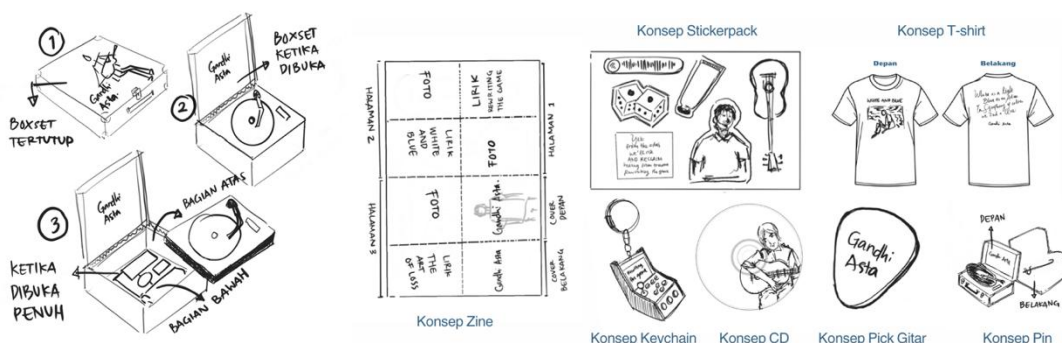 1
Gandhi
Asta.
BOXSET
TERTUTUP
2
Gandhi
Asta
BOXSET
KETIKA
DIBUKA
3
Gandhi
Asta
BAGIAN ATAS
KETIKA
DIBUKA
PENUH
BAGIAN BAWAH
HALAMAN 2
FOTO
LIRIK
WHITE
AND
BLUE
HALAMAN 3
FOTO
LIRIK
THE
ART
OF LOSS
LIRIK
REWRITING
THE GAME
FOTO
HALAMAN 1
Gandhi Asta.
COVER
DEPAN
Gandhi Asta
COVER
BELAKANG
Konsep Zine
Konsep Stickerpack
AND RECLAIM
Konsep T-shirt
Depan
WHITE AND BLUE
Belakang
Gandhi Asta
Konsep Keychain
Konsep CD
Gandhi
Asta
Konsep Pick Gitar
DEPAN
Gandhi Asta
BELAKANG
Konsep Pin